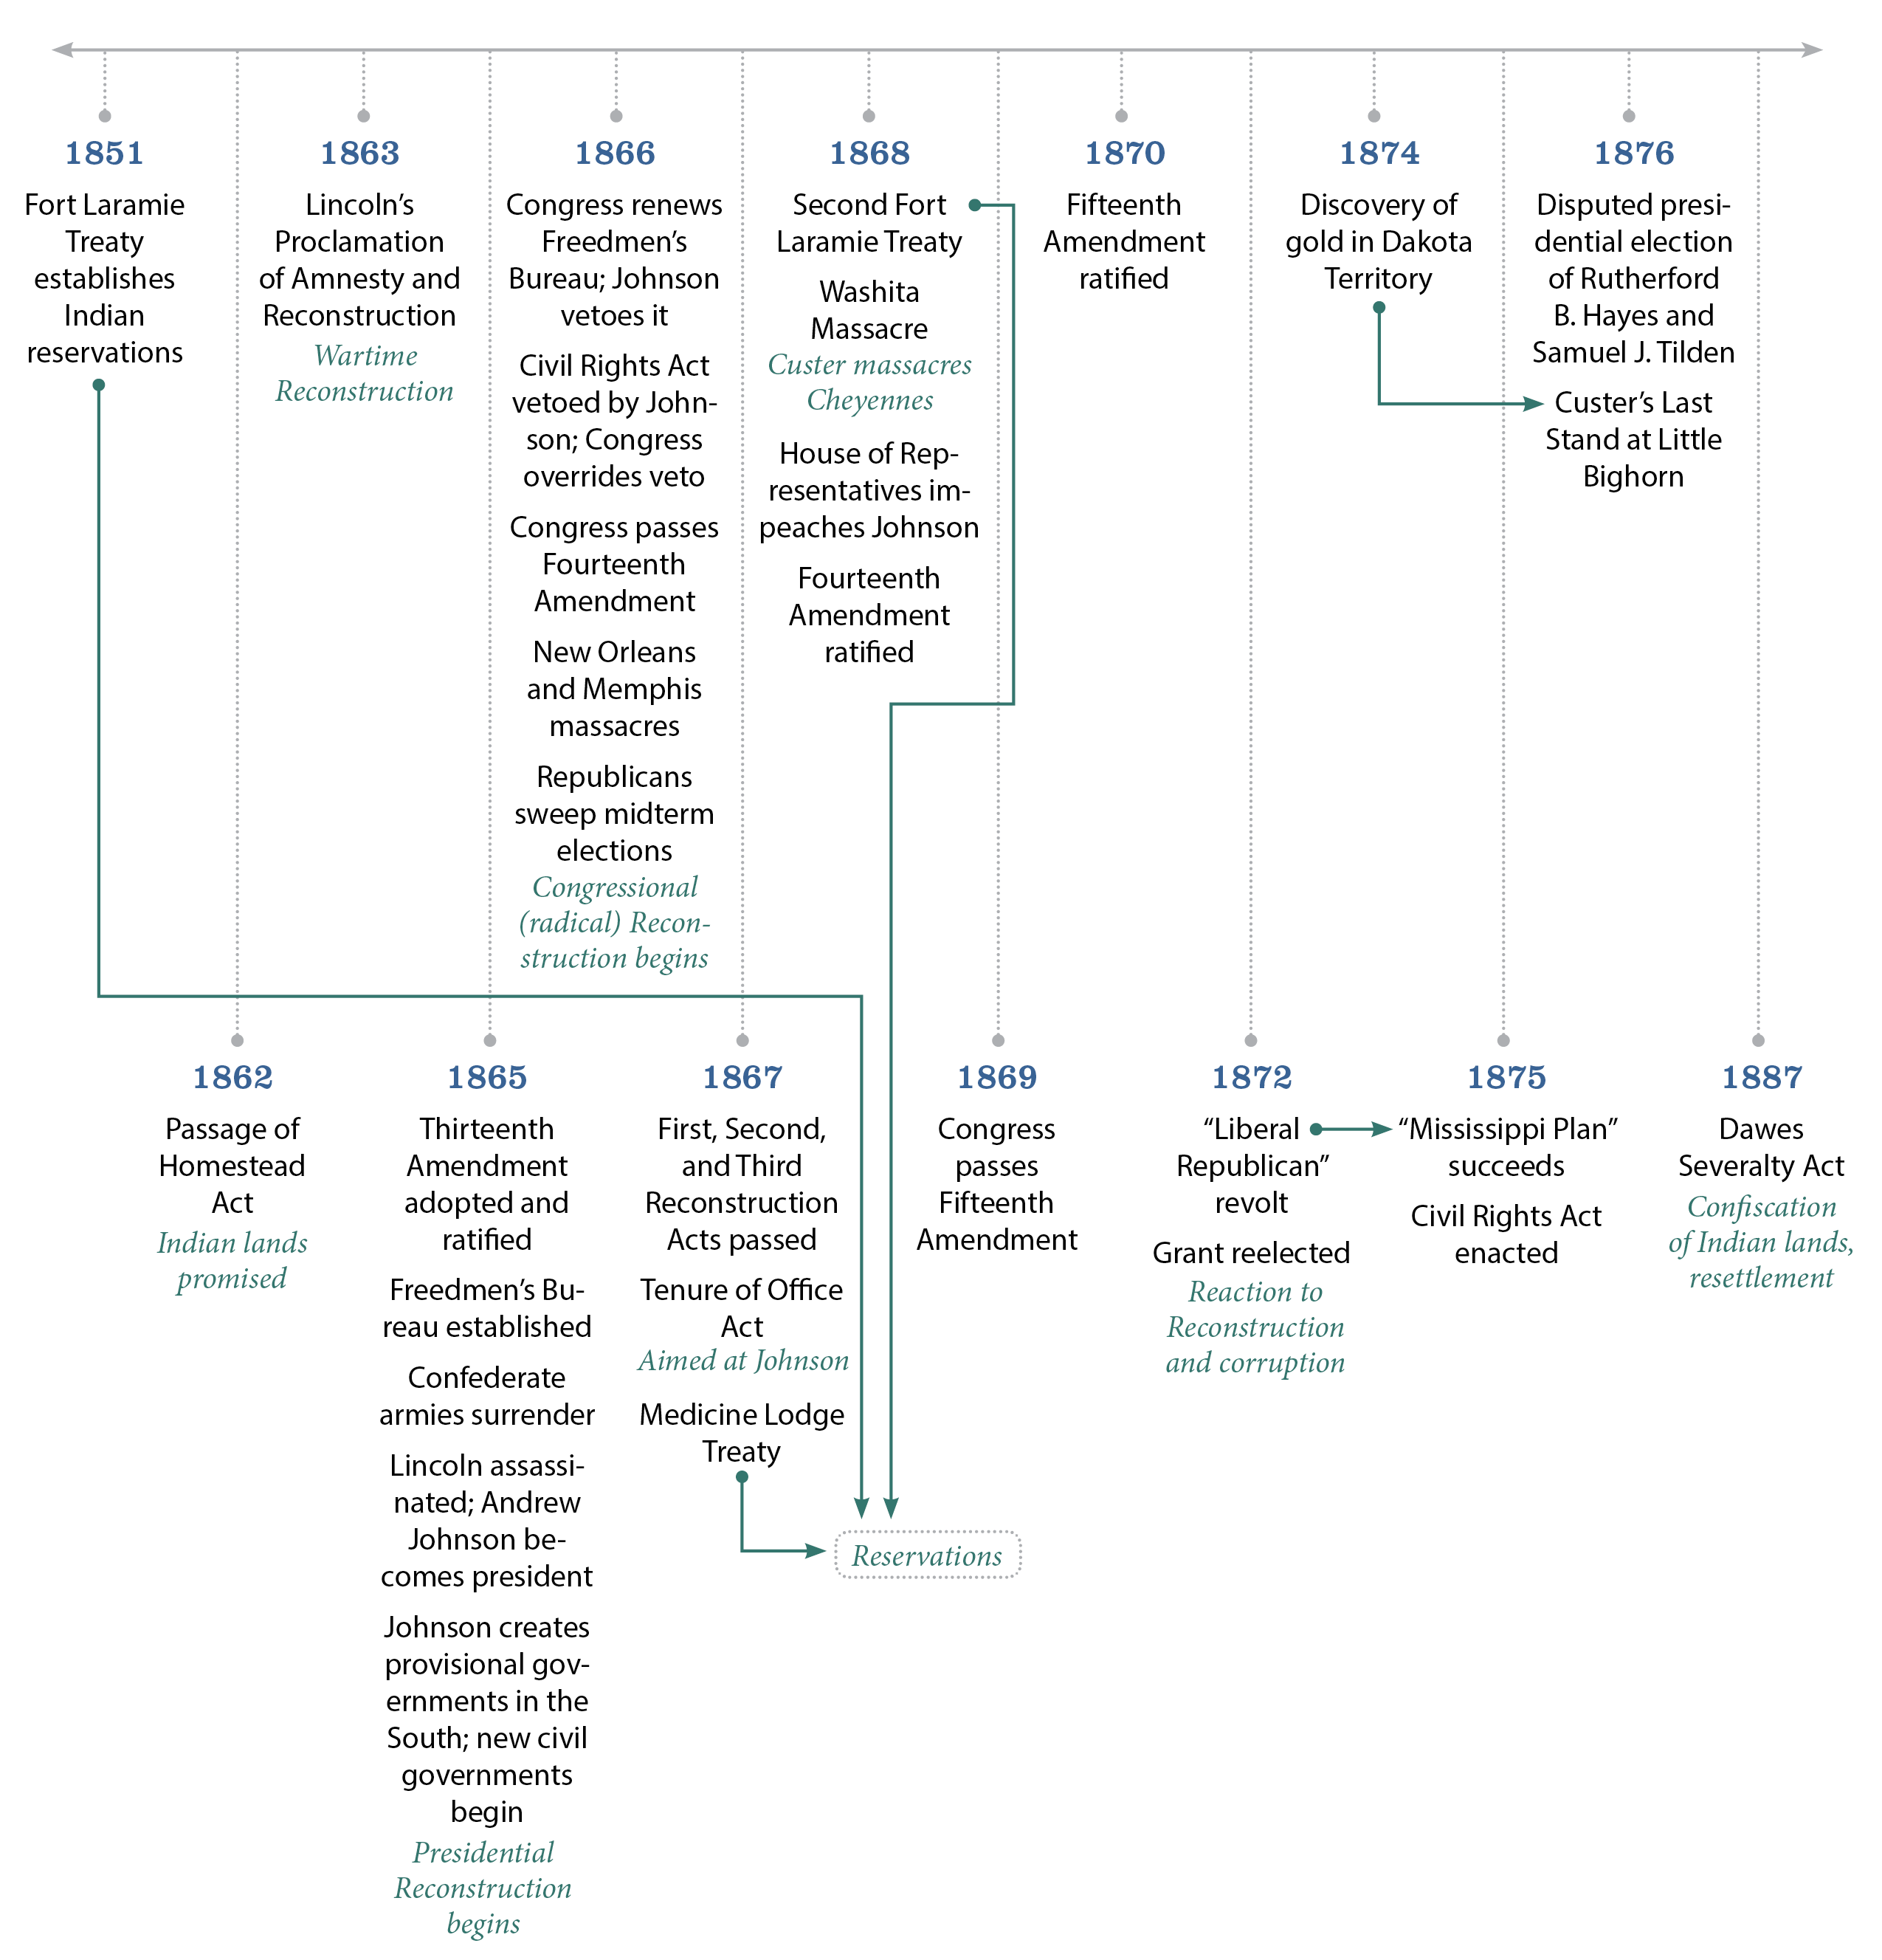 1851
Fort Laramie
Treaty
establishes
Indian
reservations
1863
Lincoln’s
Proclamation
of Amnesty and
Reconstruction
Wartime
Reconstruction
1866
Congress renews
Freedmen’s
Bureau; Johnson
vetoes it
Civil Rights Act
vetoed by John-
son; Congress
overrides veto
Congress passes
Fourteenth
Amendment
New Orleans
and Memphis
massacres
Republicans
sweep midterm
elections
Congressional
(radical) Recon-
struction begins
1868
Second Fort
Laramie Treaty
Washita
Massacre
Custer massacres
Cheyennes
House of Rep-
resentatives im-
peaches Johnson
Fourteenth
Amendment
ratified
1870
Fifteenth
Amendment
ratified
1874
Discovery of
gold in Dakota
Territory
1876
Disputed presi-
dential election
of Rutherford
B. Hayes and
Samuel J. Tilden
Custer’s Last
Stand at Little
Bighorn
1862
Passage of
Homestead
Act
Indian lands
promised
1865
Thirteenth
Amendment
adopted and
ratified
Freedmen’s Bu-
reau established
Confederate
armies surrender
Lincoln assassi-
nated; Andrew
Johnson be-
comes president
Johnson creates
provisional gov-
ernments in the
South; new civil
governments
begin
Presidential
Reconstruction
begins
1867
First, Second,
and Third
Reconstruction
Acts passed
Tenure of Office
Act
Aimed at Johnson
Medicine Lodge
Treaty
Reservations
1869
Congress
passes
Fifteenth
Amendment
1872
“Liberal
Republican”
revolt
Grant reelected
Reaction to
Reconstruction
and corruption
1875
“Mississippi Plan”
succeeds
Civil Rights Act
enacted
1887
Dawes
Severalty Act
Confiscation
of Indian lands,
resettlement